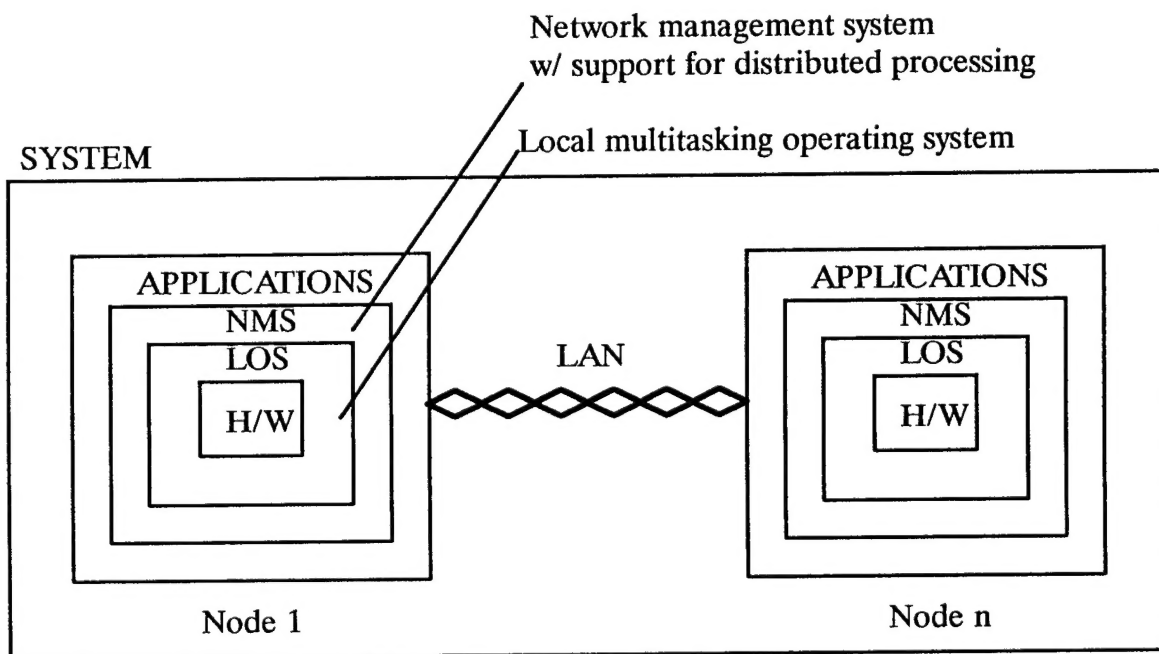 Network management system
w/ support for distributed processing
Local multitasking operating system
SYSTEM
APPLICATIONS
NMS
LOS
H/W
LAN
APPLICATIONS
NMS
LOS
H/W
Node 1
Node n